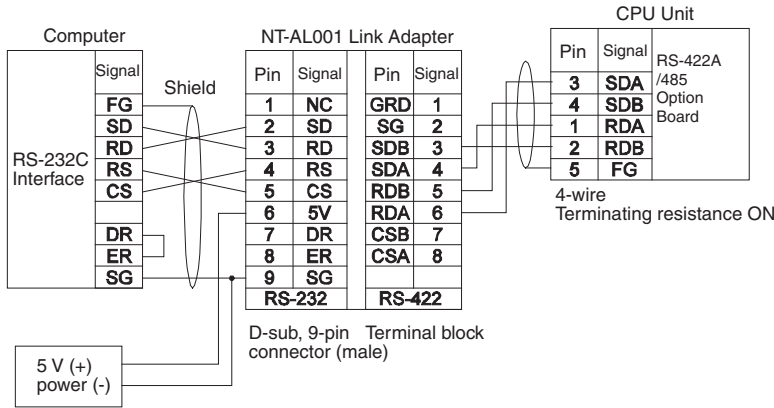 Computer
Signal
RS-232C
Interface
FG
SD
RD
RS
CS
DR
ER
SG
Shield
NT-AL001 Link Adapter
Pin Signal Pin Signal
1 NC GRD 1
2 SD SG 2
3 RD SDB 3
4 RS SDA 4
5 CS RDB 5
6 5V RDA 6
7 DR CSB 7
8 ER CSA 8
9 SG
RS-232 RS-422
D-sub, 9-pin
connector (male)
Terminal block
CPU Unit
Pin Signal
3 SDA
4 SDB
1 RDA
2 RDB
5 FG
RS-422A
/485
Option
Board
4-wire
Terminating resistance ON
5 V (+)
power (-)